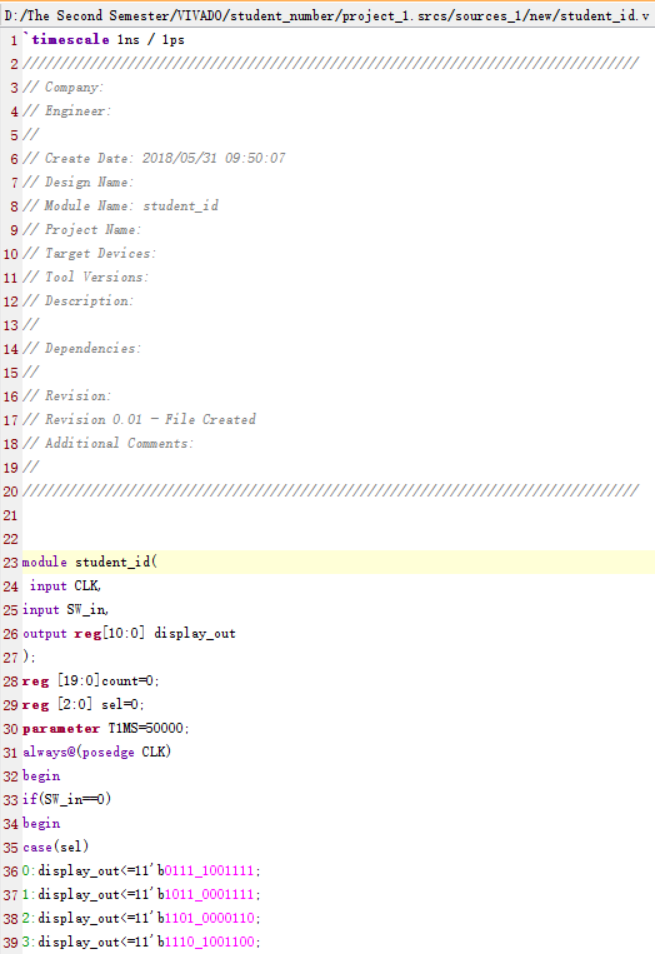 D:/The Second Semester/VIVADO/student_number/project_1.srcs/sources_1/new/student_id.v
1 `timescale 1ns / 1ps
2 //////////////////////////////////////////////////////////////////////////////////
3 // Company:
4 // Engineer:
5 //
6 // Create Date: 2018/05/31 09:50:07
7 // Design Name:
8 // Module Name: student_id
9 // Project Name:
10 // Target Devices:
11 // Tool Versions:
12 // Description:
13 //
14 // Dependencies:
15 //
16 // Revision:
17 // Revision 0.01 - File Created
18 // Additional Comments:
19 //
20 //////////////////////////////////////////////////////////////////////////////////
21
22
23 module student_id(
24 input CLK,
25 input SW_in,
26 output reg[10:0] display_out
27 );
28 reg [19:0]count=0;
29 reg [2:0] sel=0;
30 parameter T1MS=50000;
31 always@(posedge CLK)
32 begin
33 if(SW_in==0)
34 begin
35 case(sel)
36 0:display_out<=11'b0111_1001111;
37 1:display_out<=11'b1011_0001111;
38 2:display_out<=11'b1101_0000110;
39 3:display_out<=11'b1110_1001100;